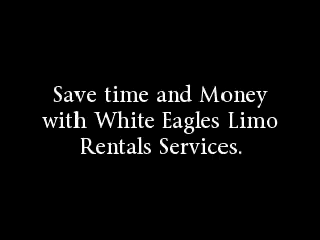 Save time and Money
with White Eagles Limo
Rentals Services.